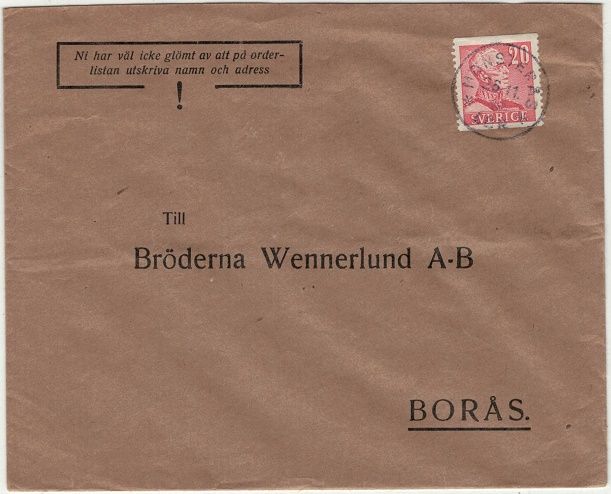 Ni har väl icke glömt av att på order-
listan utskriva namn och adress
!
20
SVERIGE
Till
Bröderna Wennerlund A-B
BORÅS.